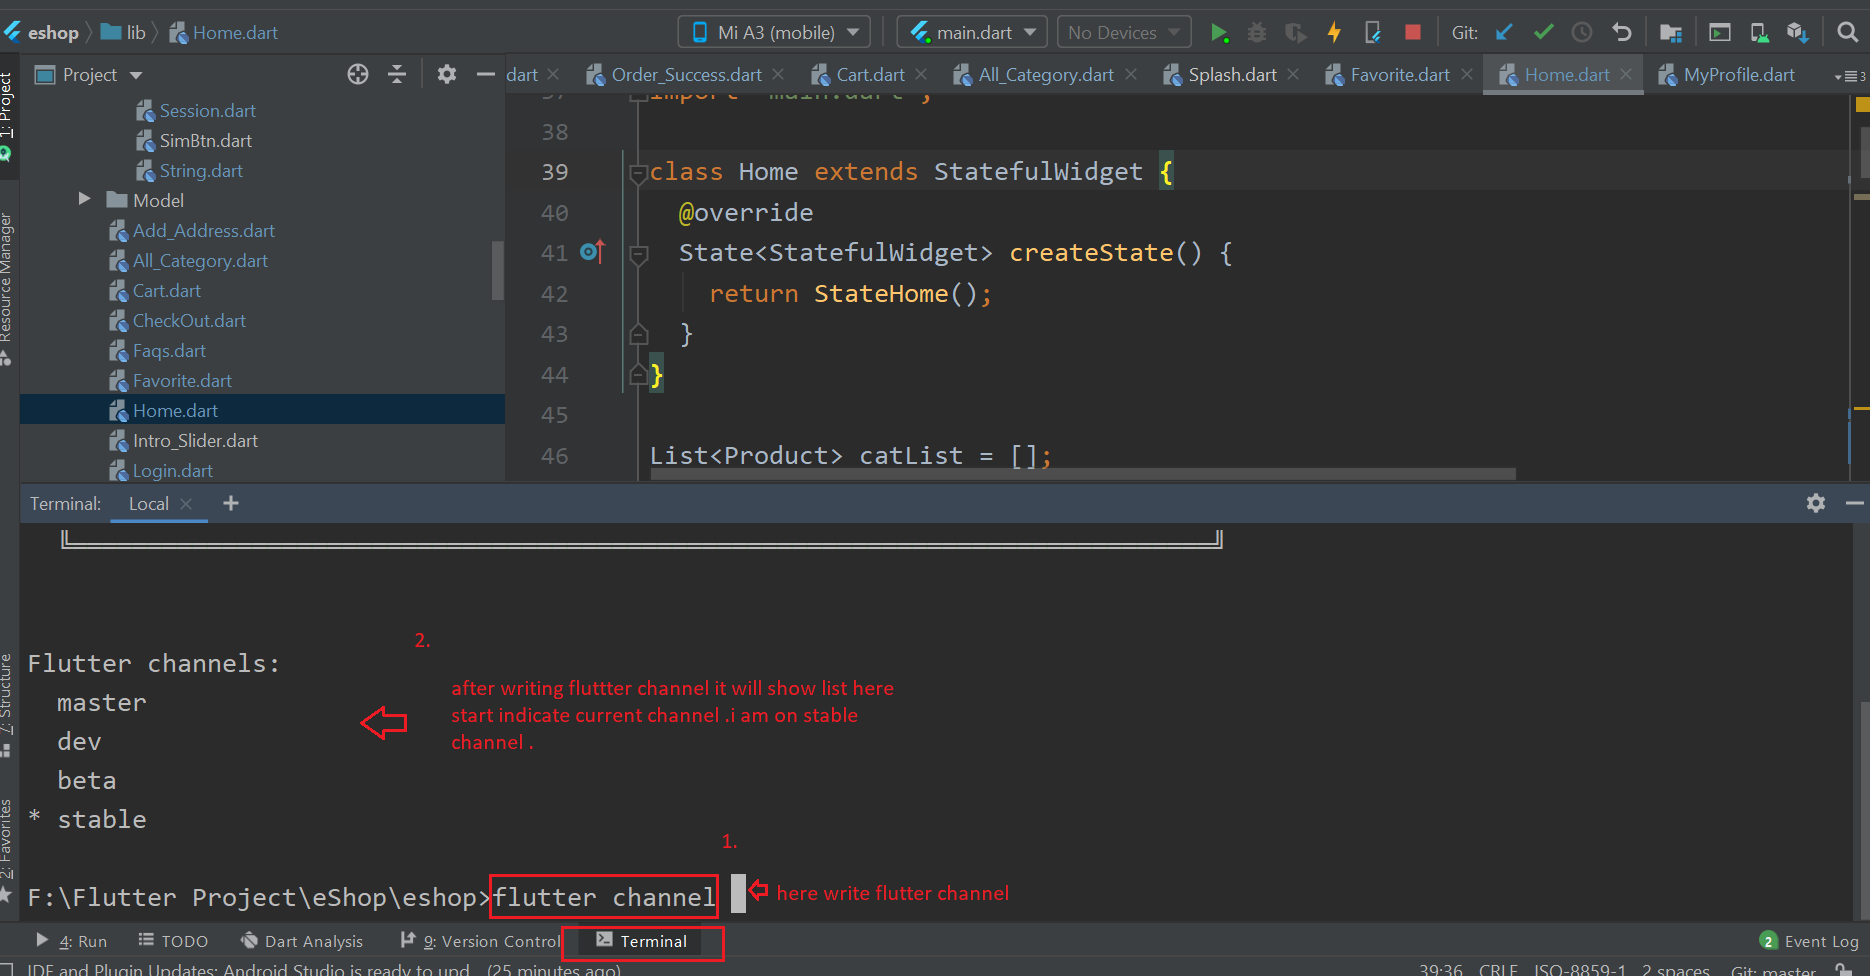 eshop lib Home.dart Mi A3 (mobile) main.dart No Devices Git:
Project
dart Order_Success.dart Cart.dart All_Category.dart Splash.dart Favorite.dart Home.dart MyProfile.dart 3
1: Project
Resource Manager
7: Structure
2: Favorites
Session.dart
SimBtn.dart
String.dart
Model
Add_Address.dart
All_Category.dart
Cart.dart
CheckOut.dart
Faqs.dart
Favorite.dart
Home.dart
Intro_Slider.dart
Login.dart
37 import 'main.dart';
38
39 class Home extends StatefulWidget {
40 @override
41 State<StatefulWidget> createState() {
42 return StateHome();
43 }
44 }
45
46 List<Product> catList = [];
Terminal: Local +
2.
Flutter channels:
master
dev
beta
* stable
after writing fluttter channel it will show list here
start indicate current channel .i am on stable
channel .
1.
F:\Flutter Project\eShop\eshop>flutter channel
here write flutter channel
4: Run TODO Dart Analysis 9: Version Control Terminal 2 Event Log
IDE and Plugin Updates: Android Studio is ready to upd... (25 minutes ago) 39:36 CRLF ISO-8859-1 2 spaces Git: master